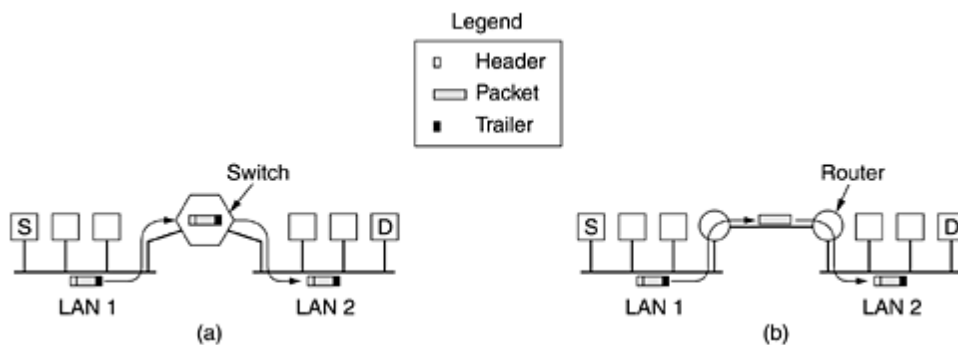 Legend
Header
Packet
Trailer
Switch
S
D
LAN 1
LAN 2
(a)
Router
S
D
LAN 1
LAN 2
(b)